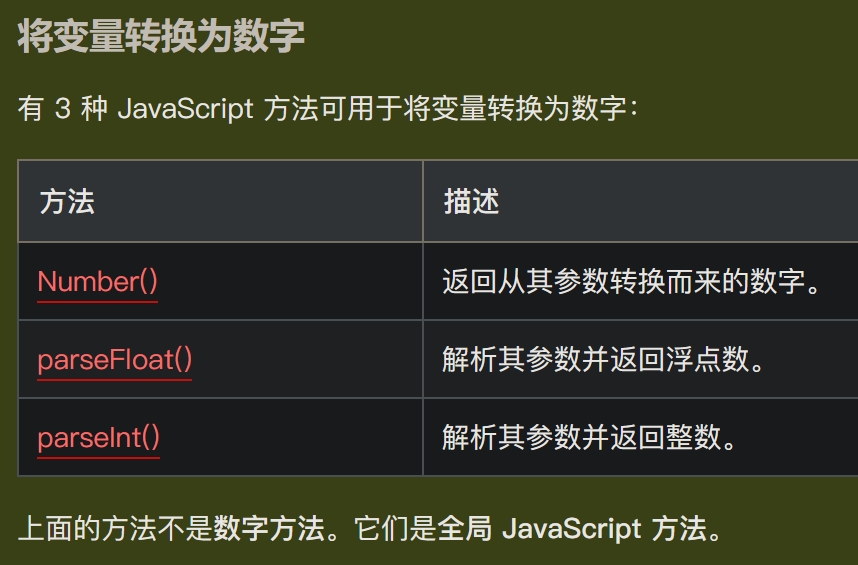 将变量转换为数字
有 3 种 JavaScript 方法可用于将变量转换为数字：
方法 描述
Number() 返回从其参数转换而来的数字。
parseFloat() 解析其参数并返回浮点数。
parseInt() 解析其参数并返回整数。
上面的方法不是数字方法。它们是全局 JavaScript 方法。